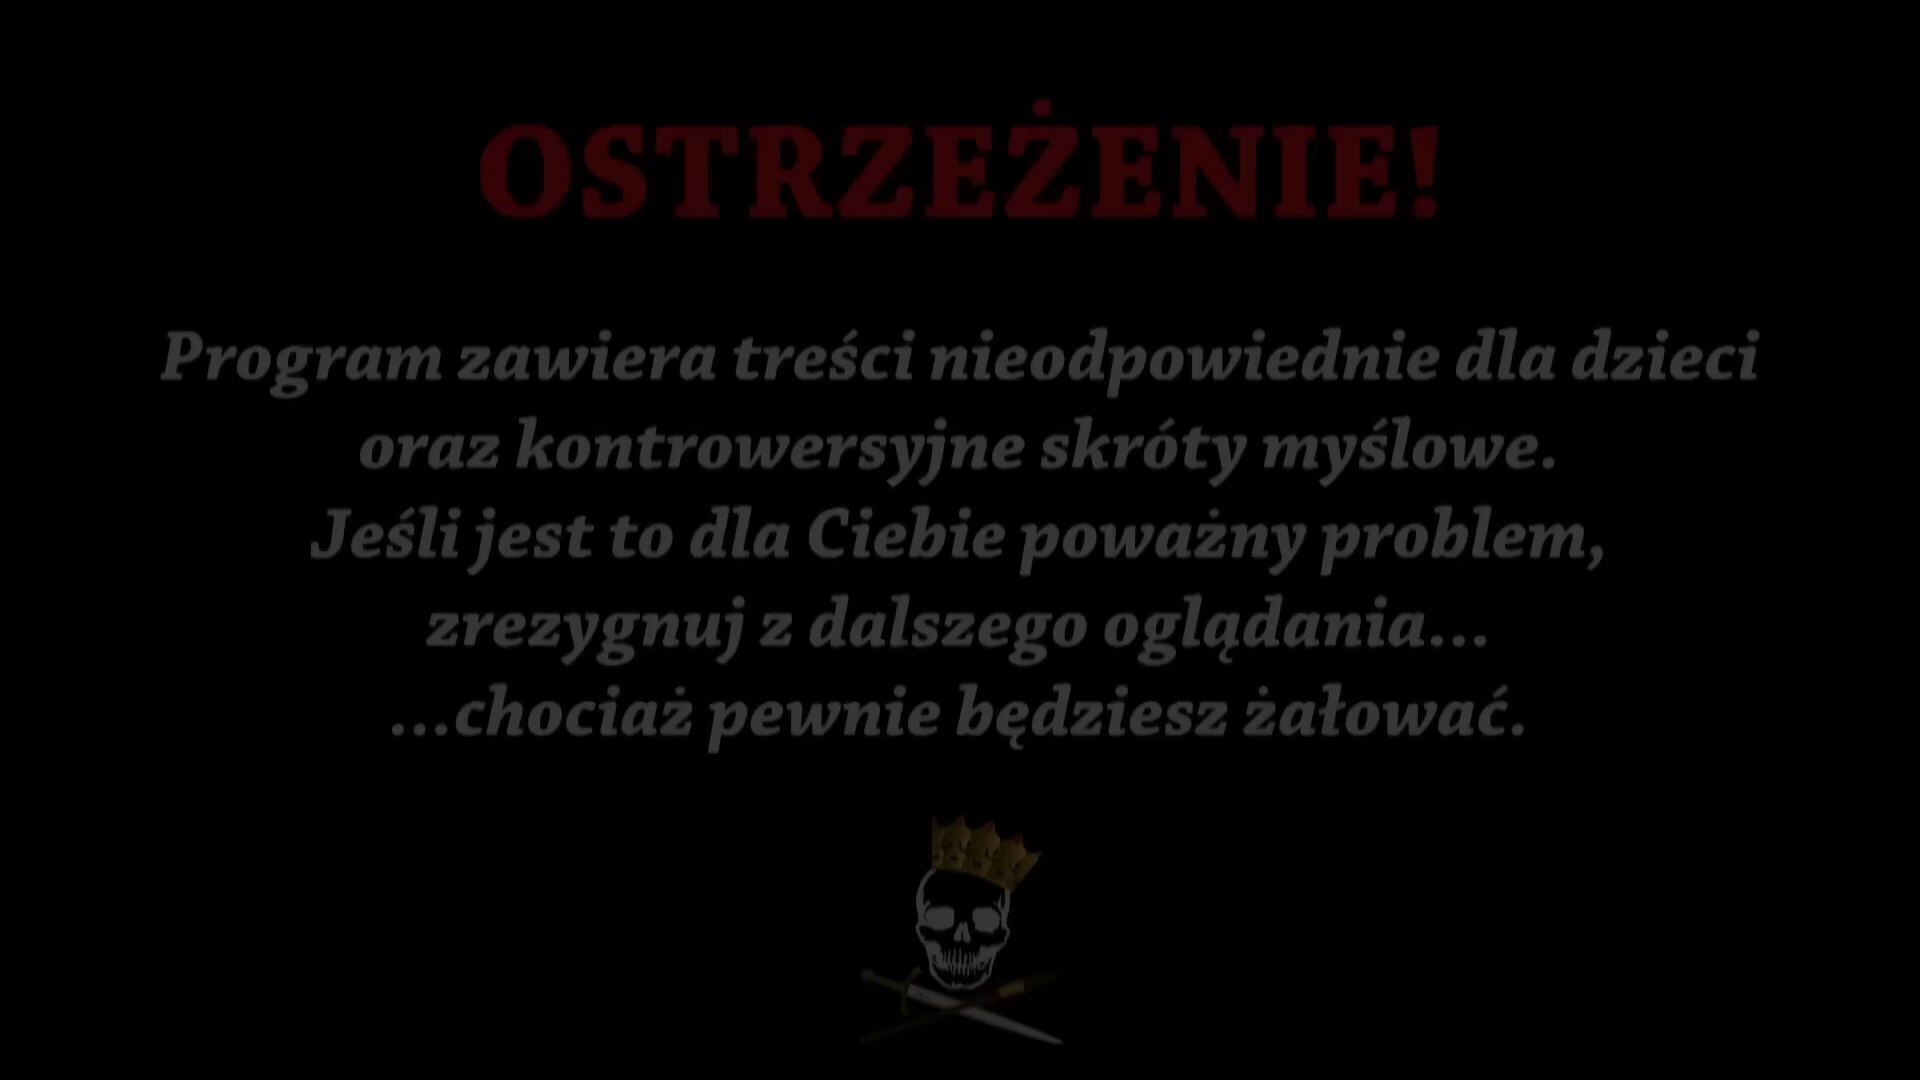 OSTRZEŻENIE!
Program zawiera treści nieodpowiednie dla dzieci
oraz kontrowersyjne skróty myślowe.
Jeśli jest to dla Ciebie poważny problem,
zrezygnuj z dalszego oglądania...
...chociaż pewnie będziesz żałować.